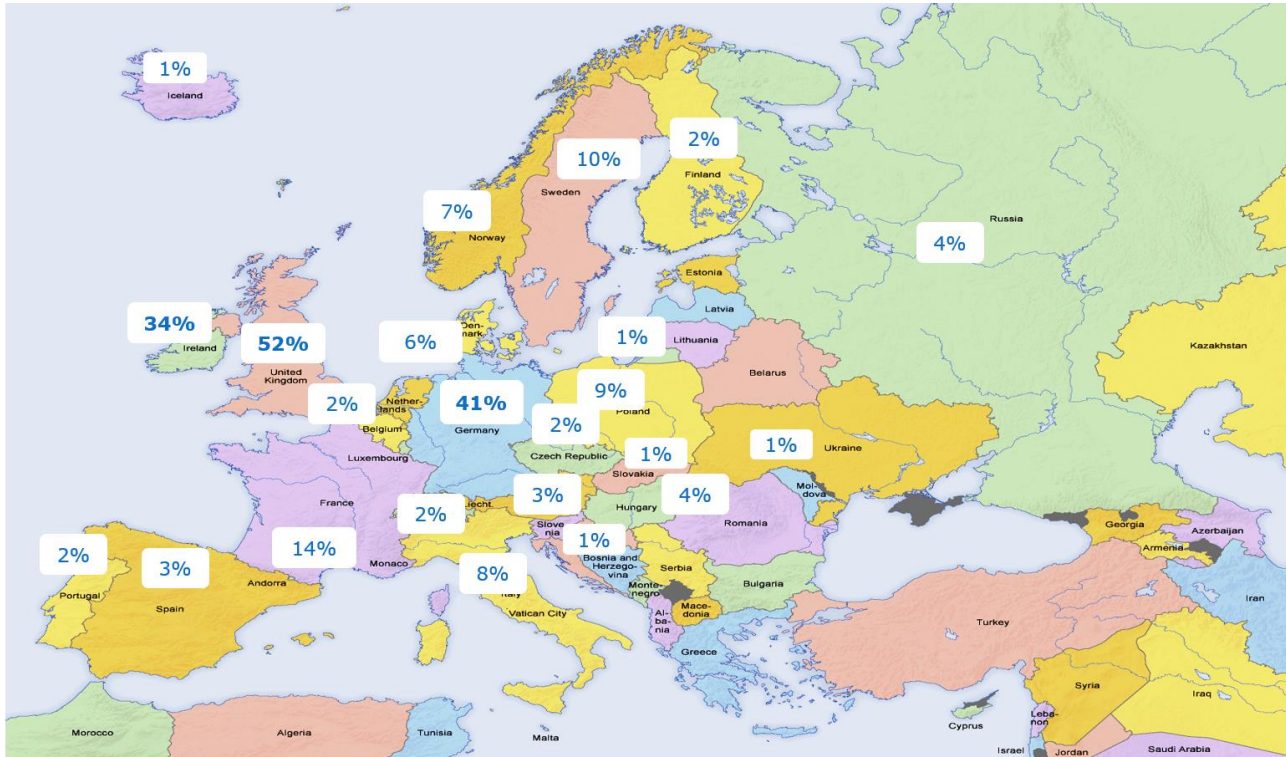 1%
Iceland
2%
10%
Finland
Sweden
7%
Norway
Russia
4%
Estonia
Latvia
34%
Ireland
52%
United
Kingdom
6%
Den-
mark
1%
Lithuania
Belarus
Kazakhstan
2%
Nether-
lands
Belgium
41%
Germany
9%
Poland
2%
Czech Republic
1%
Slovakia
1%
Ukraine
Luxembourg
France
14%
Monaco
2%
Liecht.
3%
Hungary
4%
Romania
Mol-
dova
Slove-
nia
1%
Bosnia and
Herzego-
vina
Serbia
Monte-
negro
Bulgaria
Mace-
donia
Al-
ba-
nia
Greece
8%
Italy
Vatican City
2%
Portugal
3%
Spain
Andorra
Georgia
Azerbaijan
Armenia
Turkey
Iran
Syria
Iraq
Cyprus
Leba-
non
Israel
Jordan
Saudi Arabia
Morocco
Algeria
Tunisia
Malta